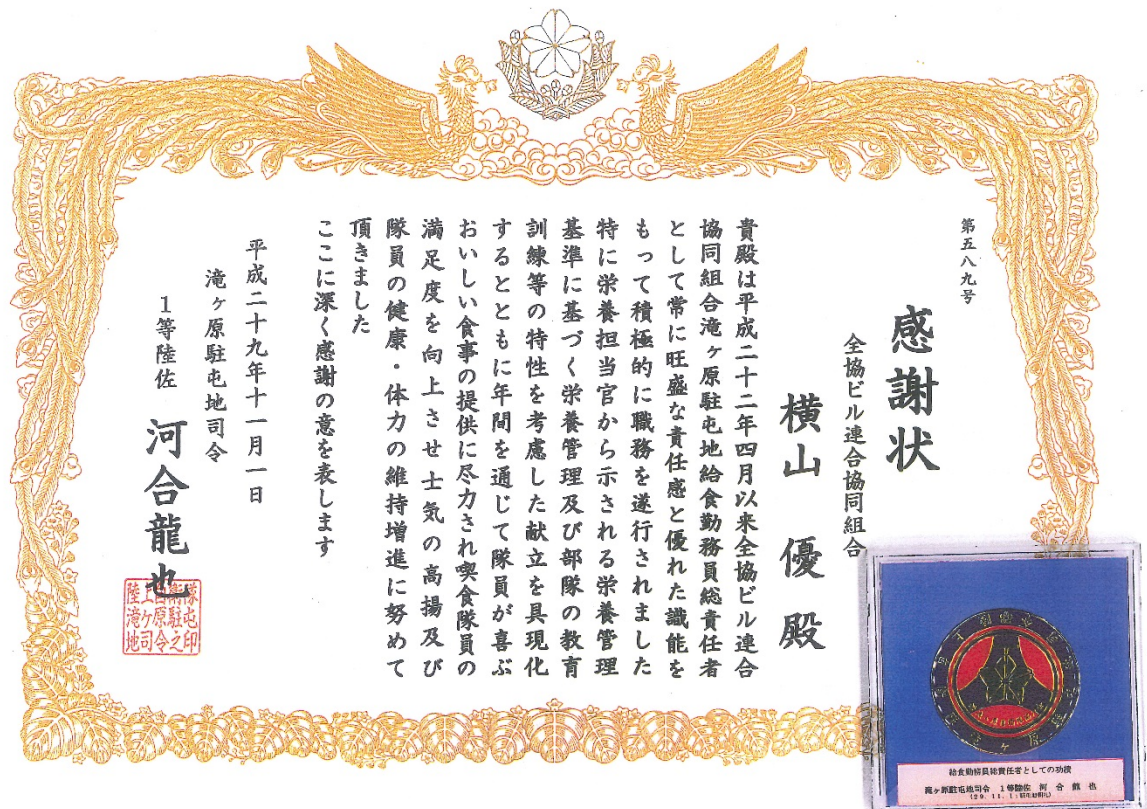 第五八九号
感謝状
全協ビル連合協同組合
横山 優 殿
貴殿は平成二十二年四月以来全協ビル連合
協同組合滝ヶ原駐屯地給食勤務員総責任者
として常に旺盛な責任感と優れた識能を
もって積極的に職務を遂行されました
特に栄養担当官から示される栄養管理
基準に基づく栄養管理及び部隊の教育
訓練等の特性を考慮した献立を具現化
するとともに年間を通じて隊員が喜ぶ
おいしい食事の提供に尽力され喫食隊員の
満足度を向上させ士気の高揚及び
隊員の健康・体力の維持増進に努めて
頂きました
ここに深く感謝の意を表します
平成二十九年十一月一日
滝ヶ原駐屯地司令
1等陸佐 河合龍也
給食勤務員総責任者としての功績
滝ヶ原駐屯地司令 1等陸佐 河合龍也